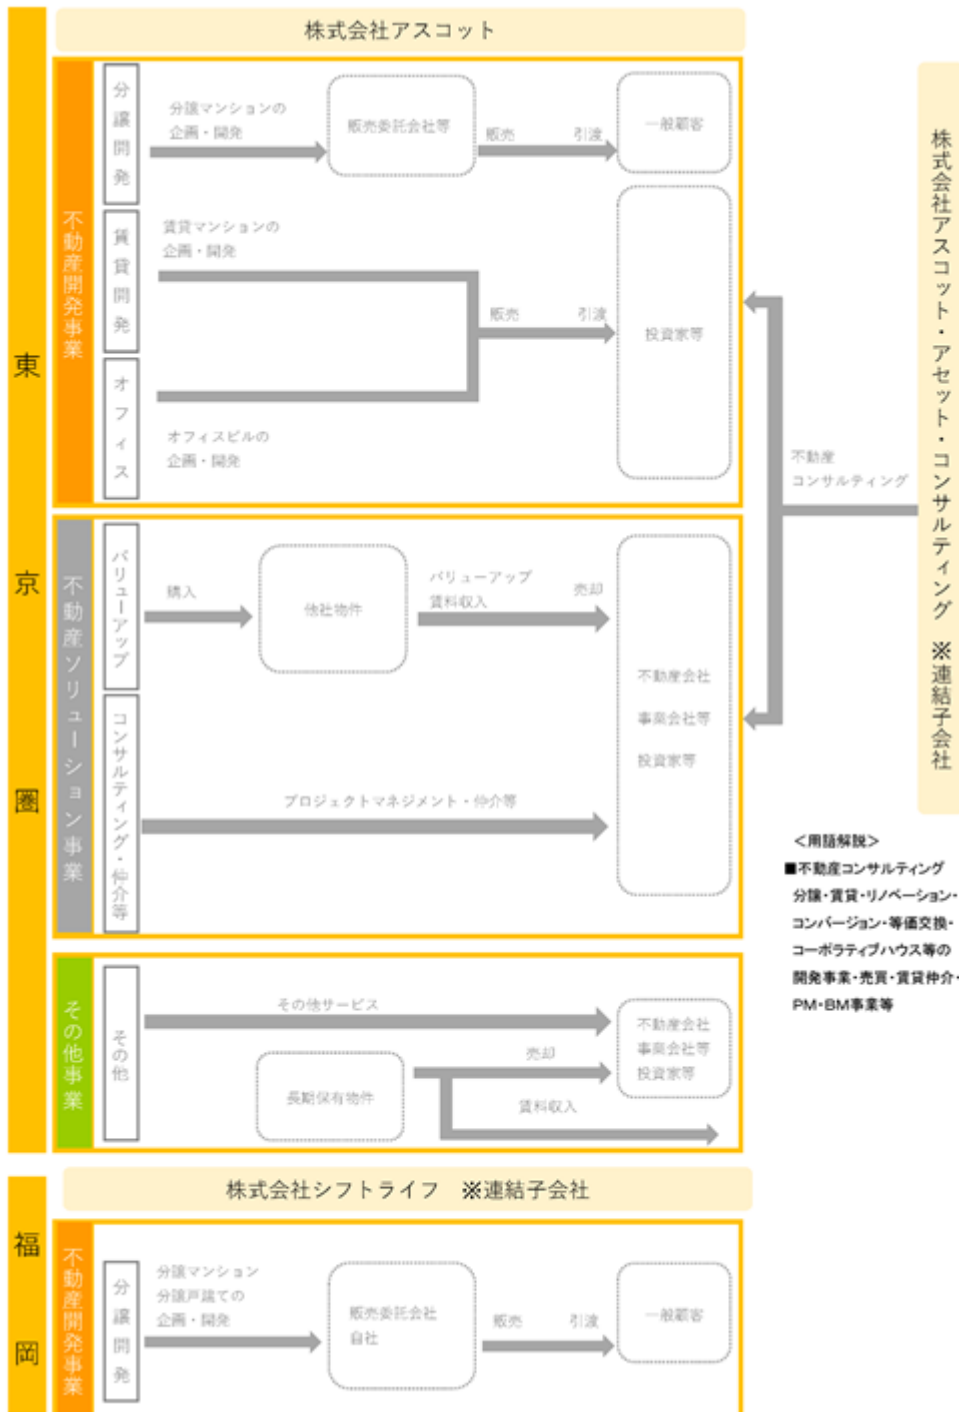 株式会社アスコット
東京圏
不動産開発事業
分譲開発
分譲マンションの
企画・開発
販売委託会社等
販売 引渡
一般顧客
賃貸開発
賃貸マンションの
企画・開発
販売 引渡
投資家等
オフィス
オフィスビルの
企画・開発
不動産ソリューション事業
バリューアップ
購入
他社物件
バリューアップ
賃料収入
売却
不動産会社
事業会社等
投資家等
コンサルティング・仲介等
プロジェクトマネジメント・仲介等
その他事業
その他
その他サービス
不動産会社
事業会社等
投資家等
長期保有物件
売却
賃料収入
不動産
コンサルティング
株式会社アスコット・アセット・コンサルティング ※連結子会社
<用語解説>
■不動産コンサルティング
分譲・賃貸・リノベーション・
コンバージョン・等価交換・
コーポラティブハウス等の
開発事業・売買・賃貸仲介・
PM・BM事業等
福岡
株式会社シフトライフ ※連結子会社
不動産開発事業
分譲開発
分譲マンション
分譲戸建ての
企画・開発
販売委託会社
自社
販売 引渡
一般顧客